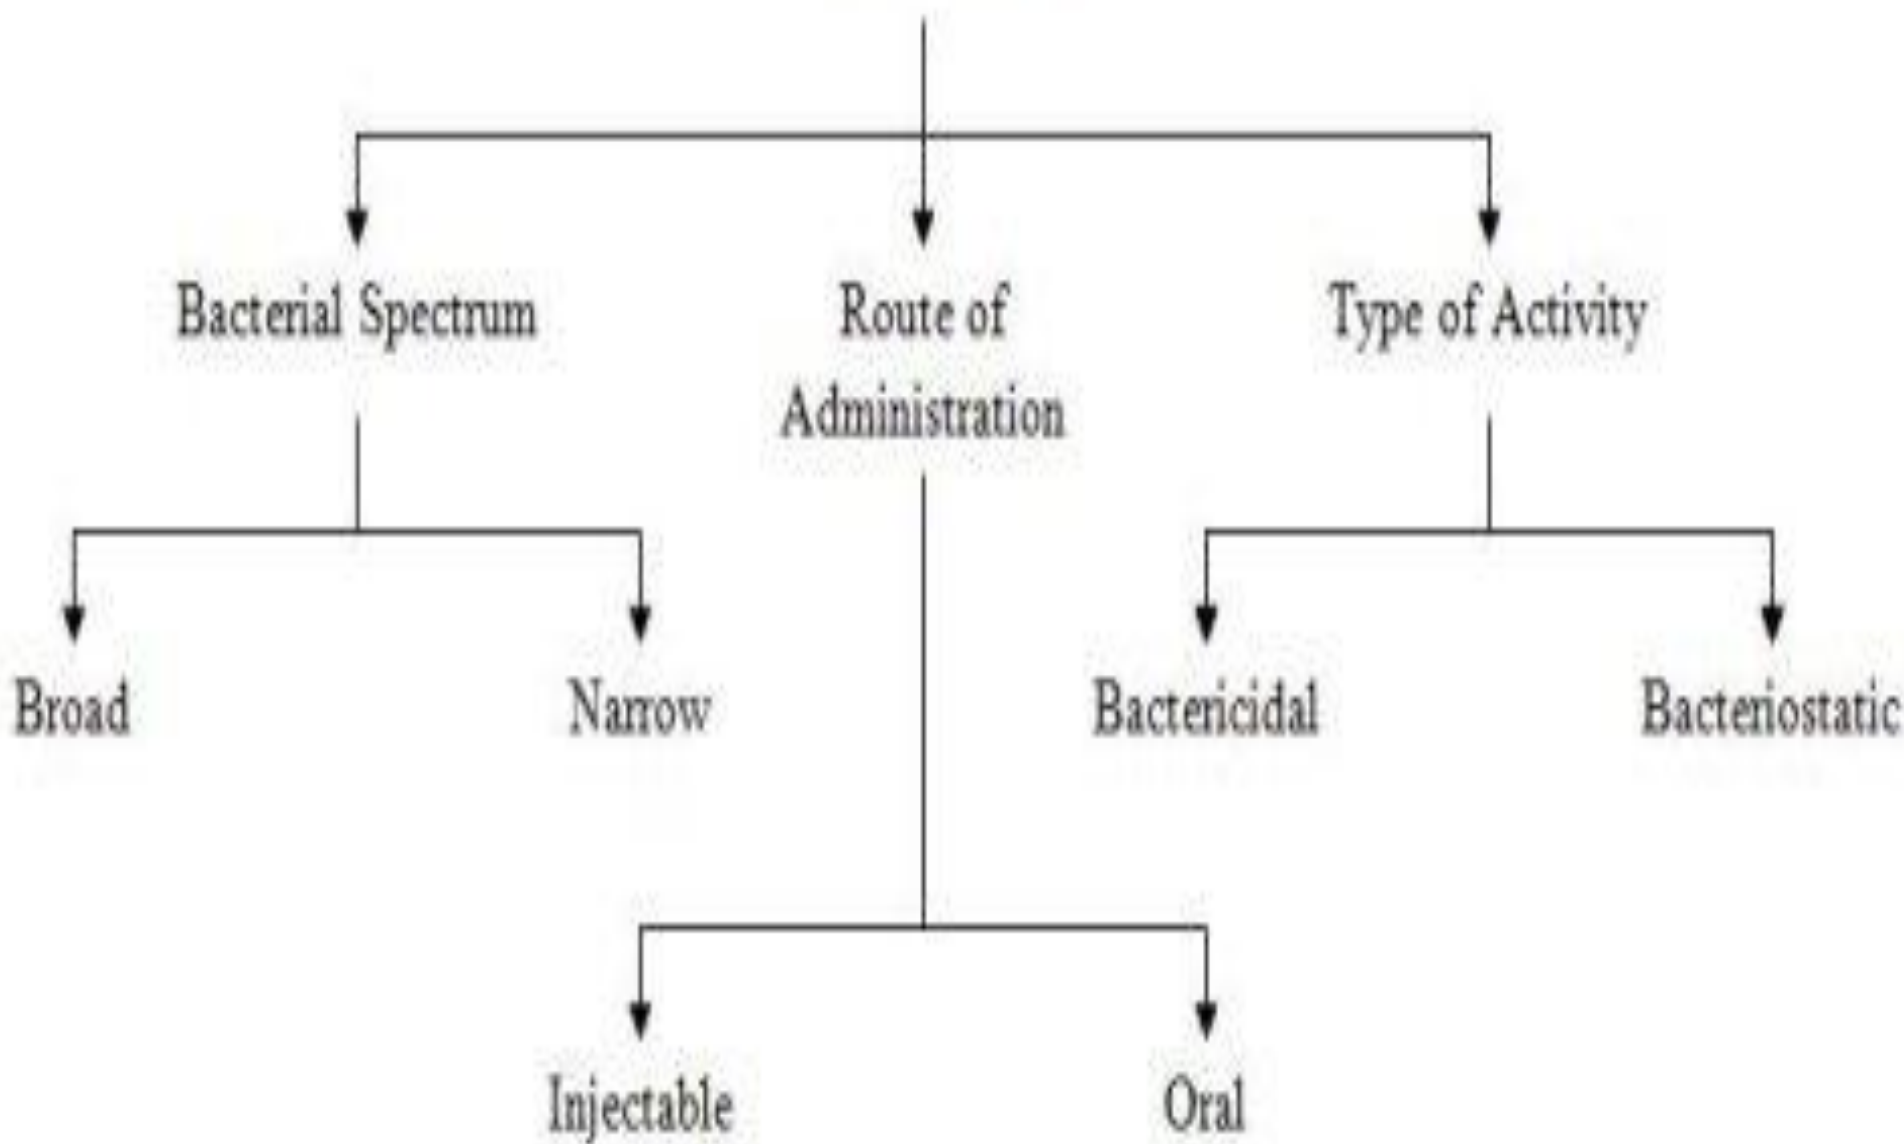 Bacterial Spectrum
Route of
Administration
Type of Activity
Broad
Narrow
Bactericidal
Bacteriostatic
Injectable
Oral